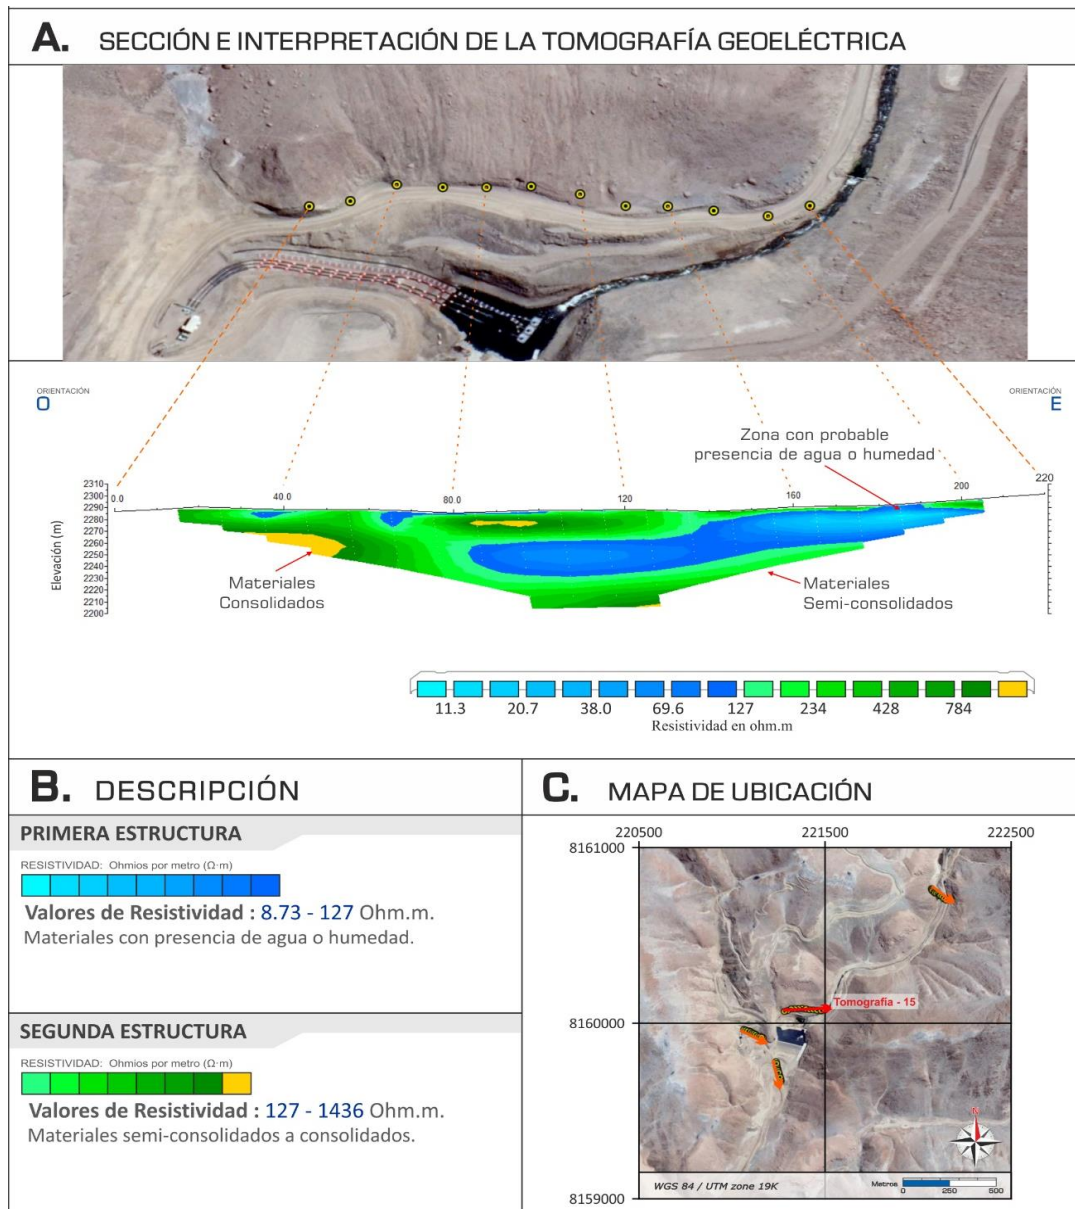 A. SECCIÓN E INTERPRETACIÓN DE LA TOMOGRAFÍA GEOELÉCTRICA
ORIENTACIÓN
O
ORIENTACIÓN
E
Zona con probable
presencia de agua o humedad
Elevación (m)
2310
2300
2290
2280
2270
2260
2250
2240
2230
2220
2210
2200
0.0 40.0 80.0 120 160 200 220
Materiales
Consolidados
Materiales
Semi-consolidados
11.3 20.7 38.0 69.6 127 234 428 784
Resistividad en ohm.m
B. DESCRIPCIÓN
PRIMERA ESTRUCTURA
RESISTIVIDAD: Ohmios por metro (Ω·m)
Valores de Resistividad : 8.73 - 127 Ohm.m.
Materiales con presencia de agua o humedad.
SEGUNDA ESTRUCTURA
RESISTIVIDAD: Ohmios por metro (Ω·m)
Valores de Resistividad : 127 - 1436 Ohm.m.
Materiales semi-consolidados a consolidados.
C. MAPA DE UBICACIÓN
220500 221500 222500
8161000
Tomografia - 15
8160000
N
WGS 84 / UTM zone 19K
Metros
0 250 500
8159000